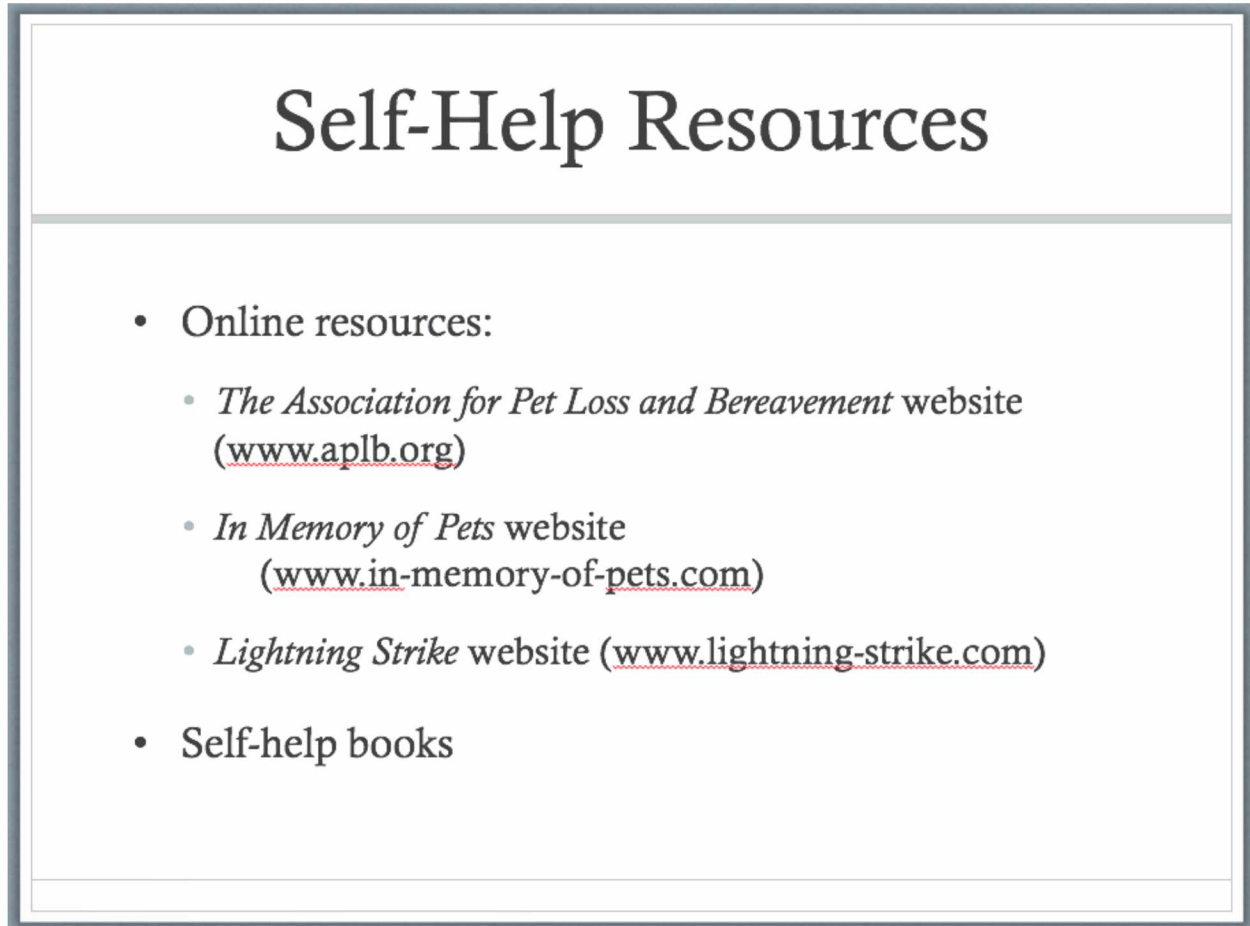 Self-Help Resources
• Online resources:
• The Association for Pet Loss and Bereavement website
(www.aplb.org)
• In Memory of Pets website
(www.in-memory-of-pets.com)
• Lightning Strike website (www.lightning-strike.com)
• Self-help books